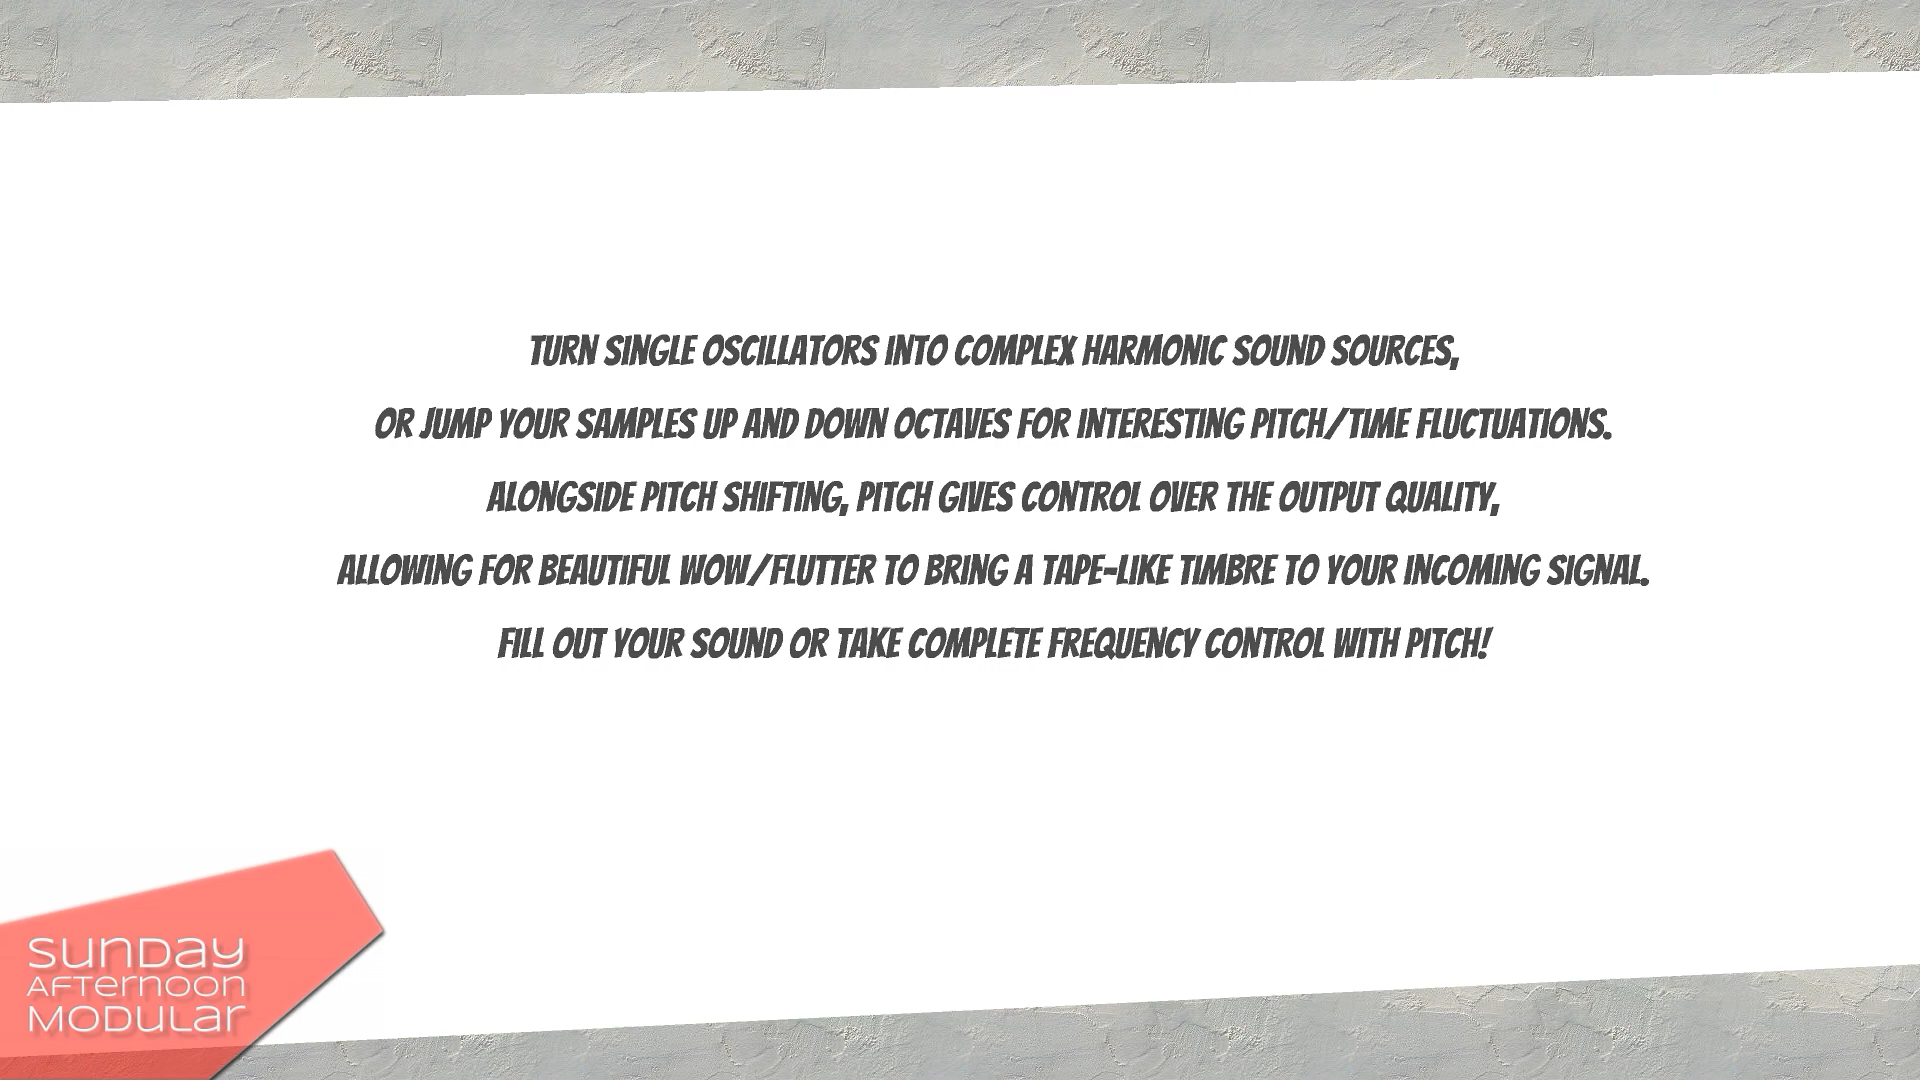 TURN SINGLE OSCILLATORS INTO COMPLEX HARMONIC SOUND SOURCES,
OR JUMP YOUR SAMPLES UP AND DOWN OCTAVES FOR INTERESTING PITCH/TIME FLUCTUATIONS.
ALONGSIDE PITCH SHIFTING, PITCH GIVES CONTROL OVER THE OUTPUT QUALITY,
ALLOWING FOR BEAUTIFUL WOW/FLUTTER TO BRING A TAPE-LIKE TIMBRE TO YOUR INCOMING SIGNAL.
FILL OUT YOUR SOUND OR TAKE COMPLETE FREQUENCY CONTROL WITH PITCH!
SUNDAY
AFTERNOON
MODULAR